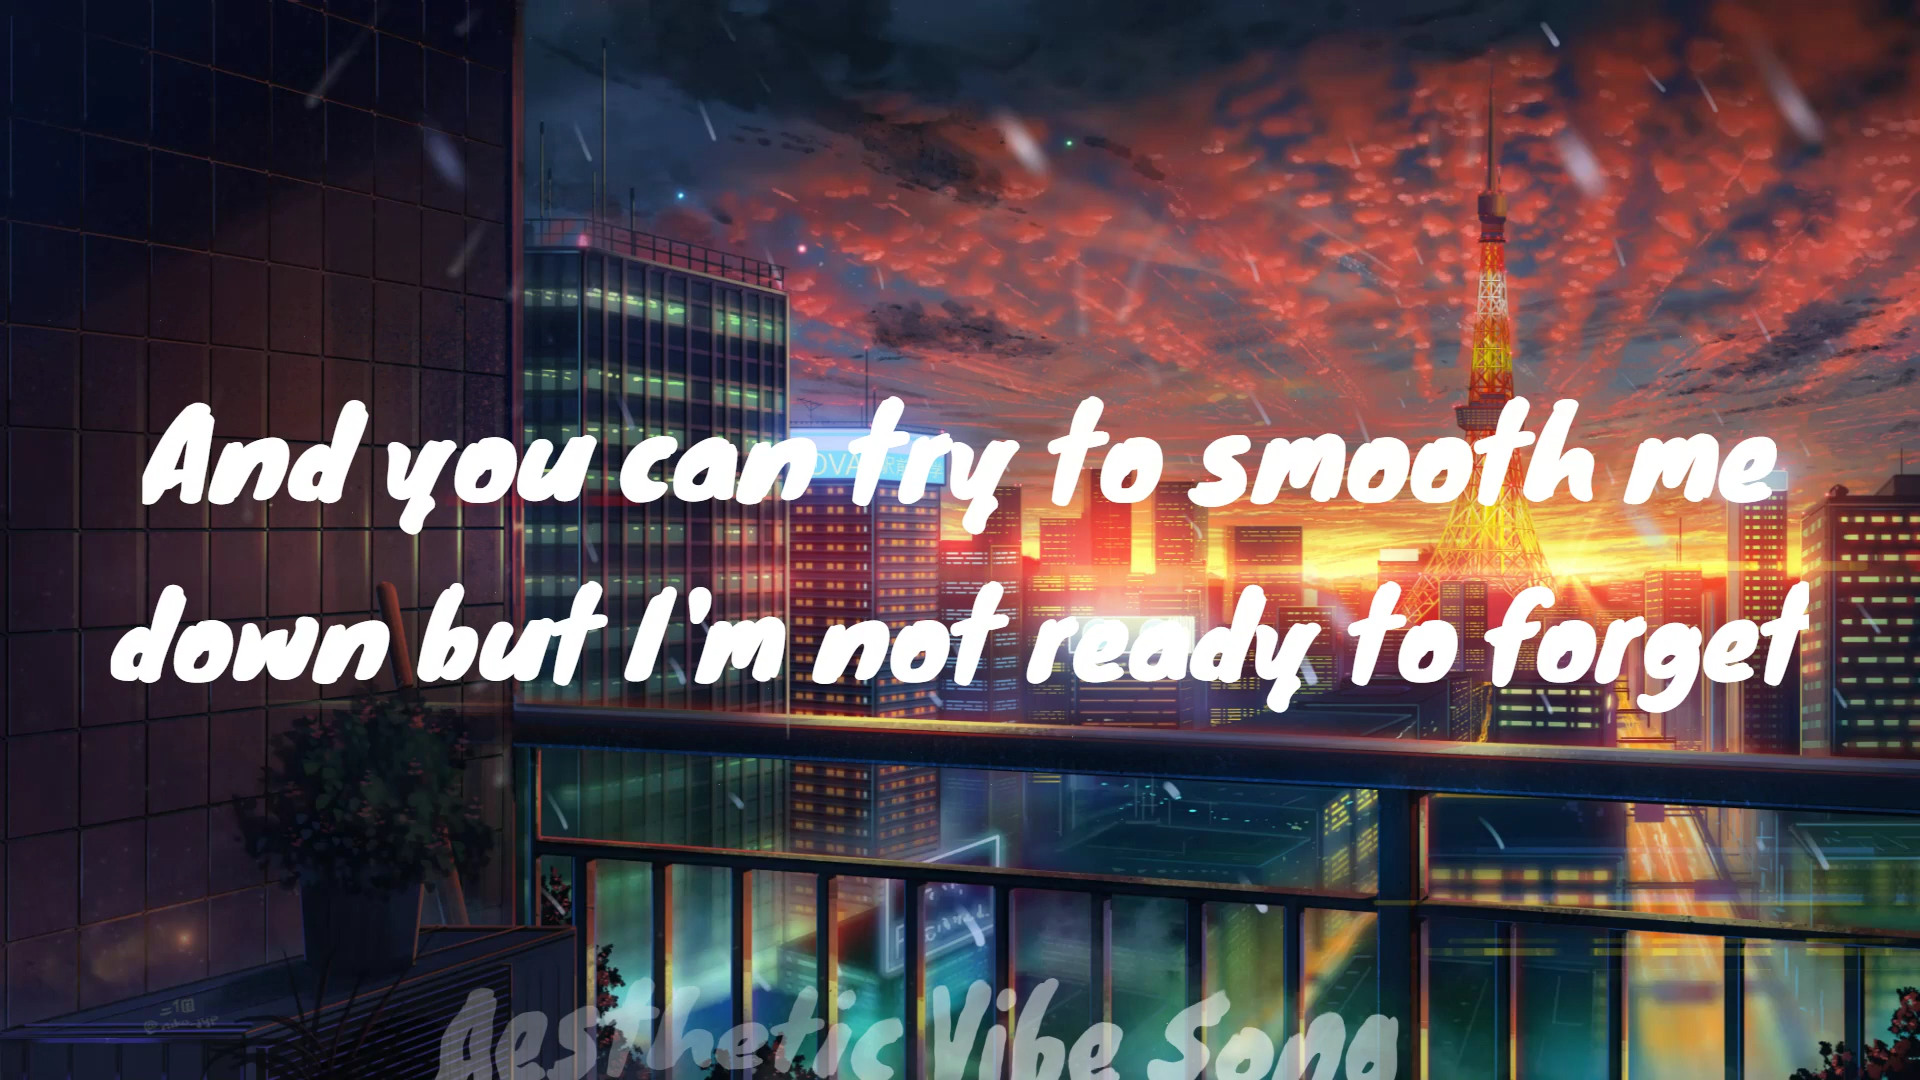 And you can try to smooth me
down but I'm not ready to forget
Aesthetic Vibe Song